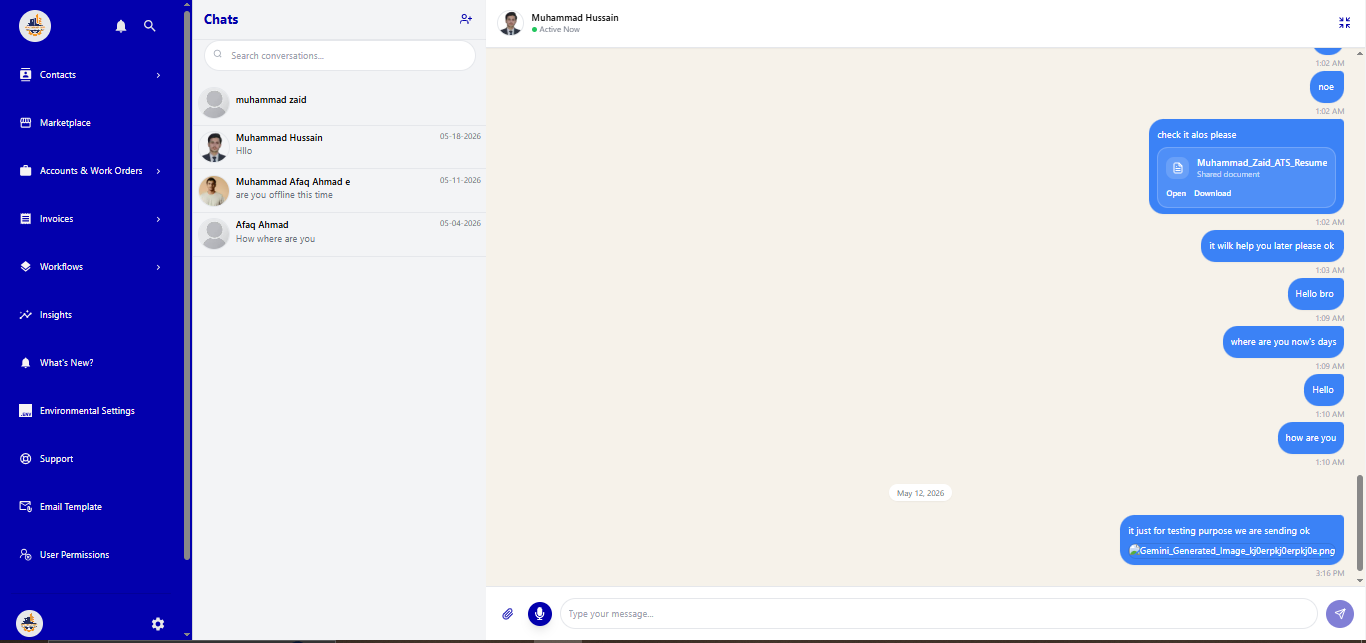 Contacts
Marketplace
Accounts & Work Orders
Invoices
Workflows
Insights
What's New?
.ENV
Environmental Settings
Support
Email Template
User Permissions
Chats
Search conversations...
muhammad zaid
Muhammad Hussain 05-18-2026
Hllo
Muhammad Afaq Ahmad e 05-11-2026
are you offline this time
Afaq Ahmad 05-04-2026
How where are you
Muhammad Hussain
Active Now
1:02 AM
noe
1:02 AM
check it alos please
Muhammad_Zaid_ATS_Resume
Shared document
Open Download
1:02 AM
it wilk help you later please ok
1:03 AM
Hello bro
1:09 AM
where are you now's days
1:09 AM
Hello
1:10 AM
how are you
1:10 AM
May 12, 2026
it just for testing purpose we are sending ok
Gemini_Generated_Image_kj0erpkj0erpkj0e.png
3:16 PM
Type your message...